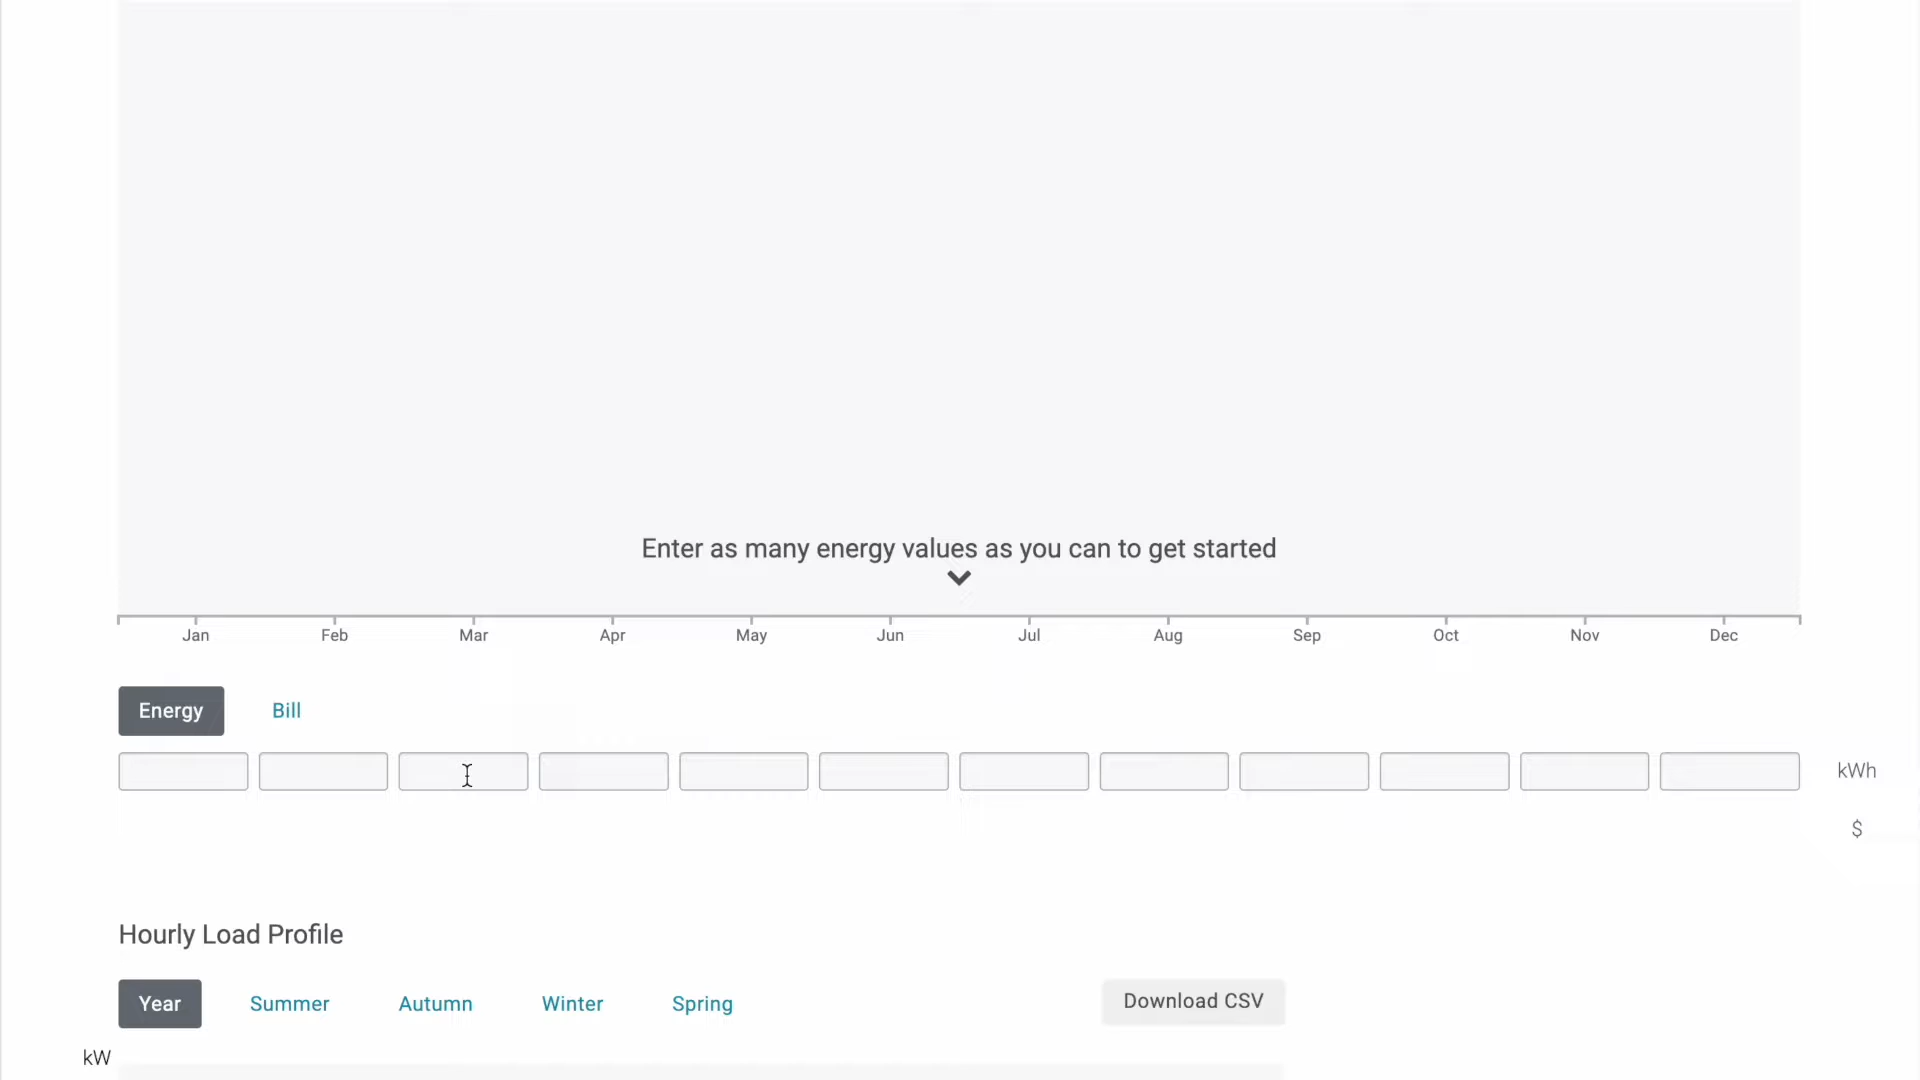 Enter as many energy values as you can to get started
Jan Feb Mar Apr May Jun Jul Aug Sep Oct Nov Dec
Energy Bill
kWh
$
Hourly Load Profile
Year Summer Autumn Winter Spring Download CSV
kW